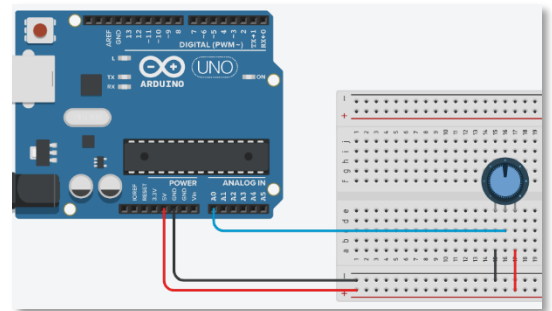 AREF
GND
13
12
~11
~10
~9
8
7
~6
~5
4
~3
2
TX→1
RX←0
DIGITAL (PWM~)
L
TX
RX
UNO
ARDUINO
ON
IOREF
RESET
3.3V
5V
GND
GND
Vin
POWER
ANALOG IN
A0
A1
A2
A3
A4
A5
j
i
h
g
f
e
d
c
b
a